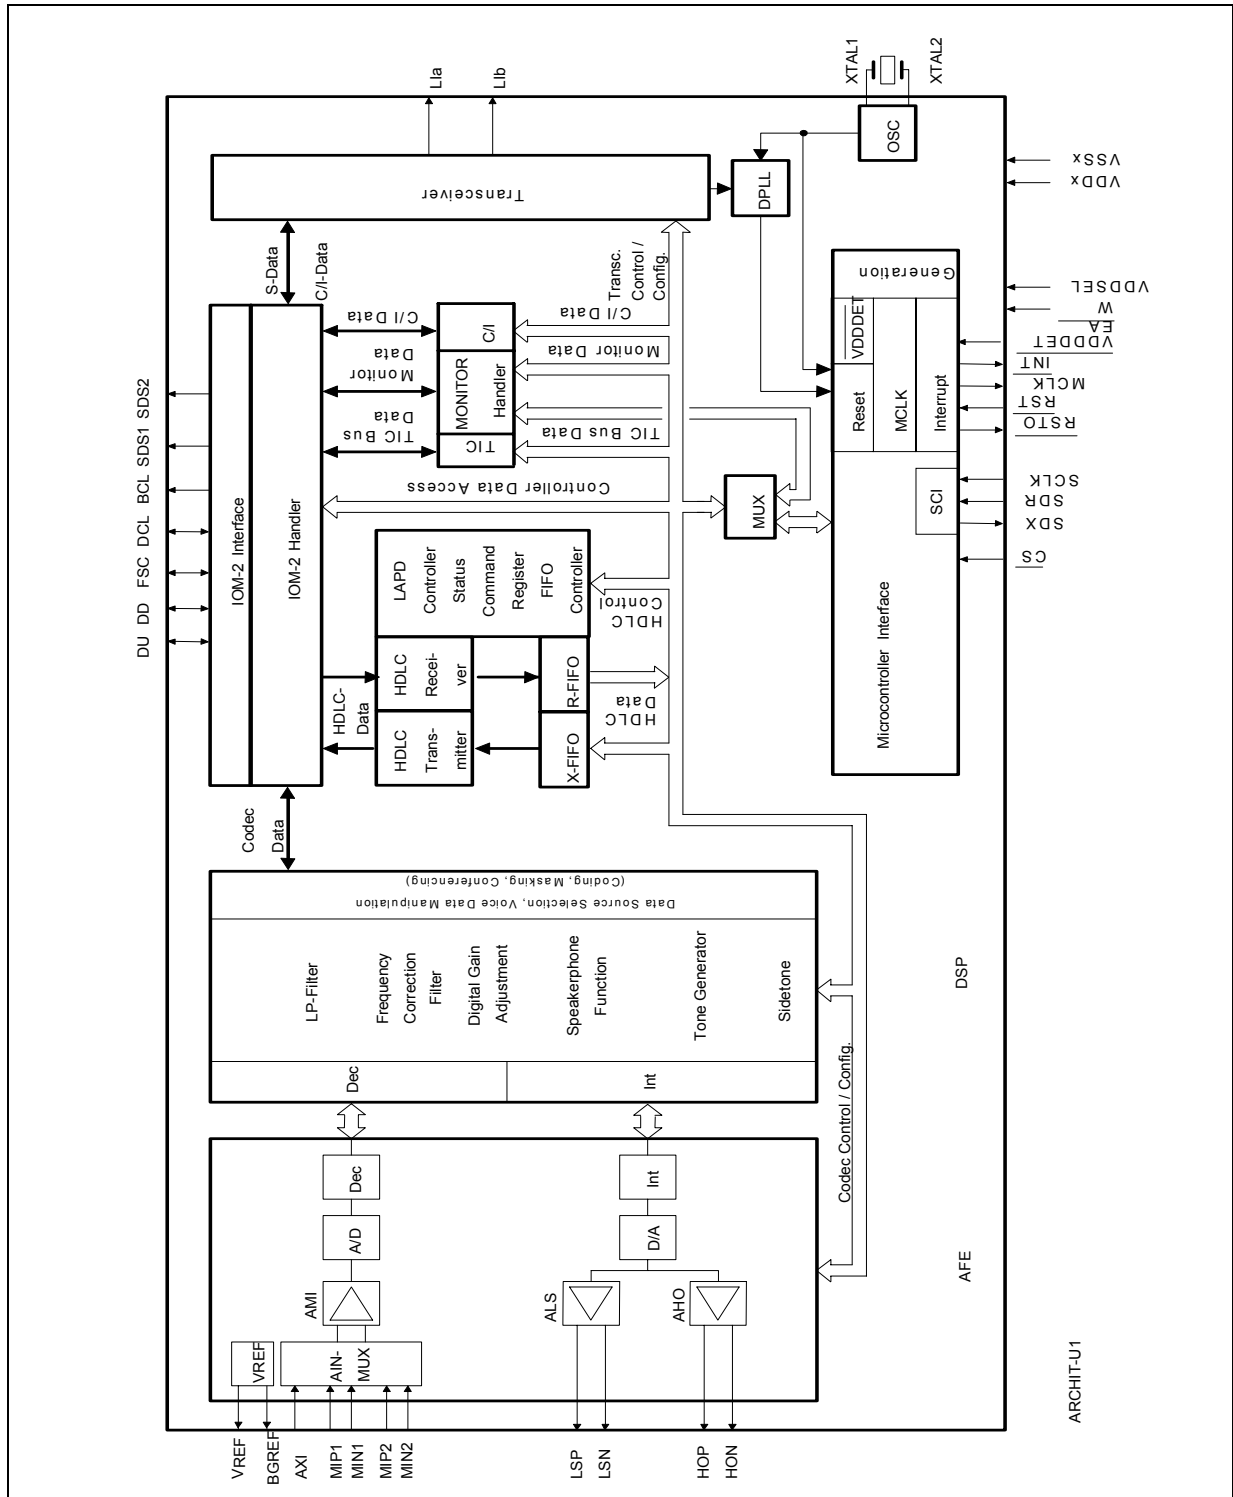 XTAL1
XTAL2
LIa
LIb
OSC
VSSx
VDDx
Transceiver
DPLL
S-Data
C/I-Data
Transc.
Control /
Config.
Generation
VDDSEL
W
EA
VDDDET
INT
MCLK
RST
RSTO
SCLK
SDR
SDX
CS
VDDDET
Reset
MCLK
Interrupt
SCI
Microcontroller Interface
MUX
SDS2
SDS1
BCL
DCL
FSC
DD
DU
IOM-2 Interface
IOM-2 Handler
C/I Data
Monitor
Data
TIC Bus
Data
C/I
MONITOR
Handler
TIC
C/I Data
Monitor Data
TIC Bus Data
Controller Data Access
LAPD
Controller
Status
Command
Register
FIFO
Controller
HDLC
Control
HDLC-
Data
HDLC
Recei-
ver
HDLC
Trans-
mitter
R-FIFO
X-FIFO
HDLC
Data
Codec
Data
Data Source Selection, Voice Data Manipulation
(Coding, Masking, Conferencing)
LP-Filter
Frequency
Correction
Filter
Digital Gain
Adjustment
Speakerphone
Function
Tone Generator
Sidetone
DSP
Dec
Int
Codec Control / Config.
Dec
Int
A/D
D/A
AMI
ALS
AHO
AFE
VREF
AIN-
MUX
VREF
BGREF
AXI
MIP1
MIN1
MIP2
MIN2
LSP
LSN
HOP
HON
ARCHIT-U1